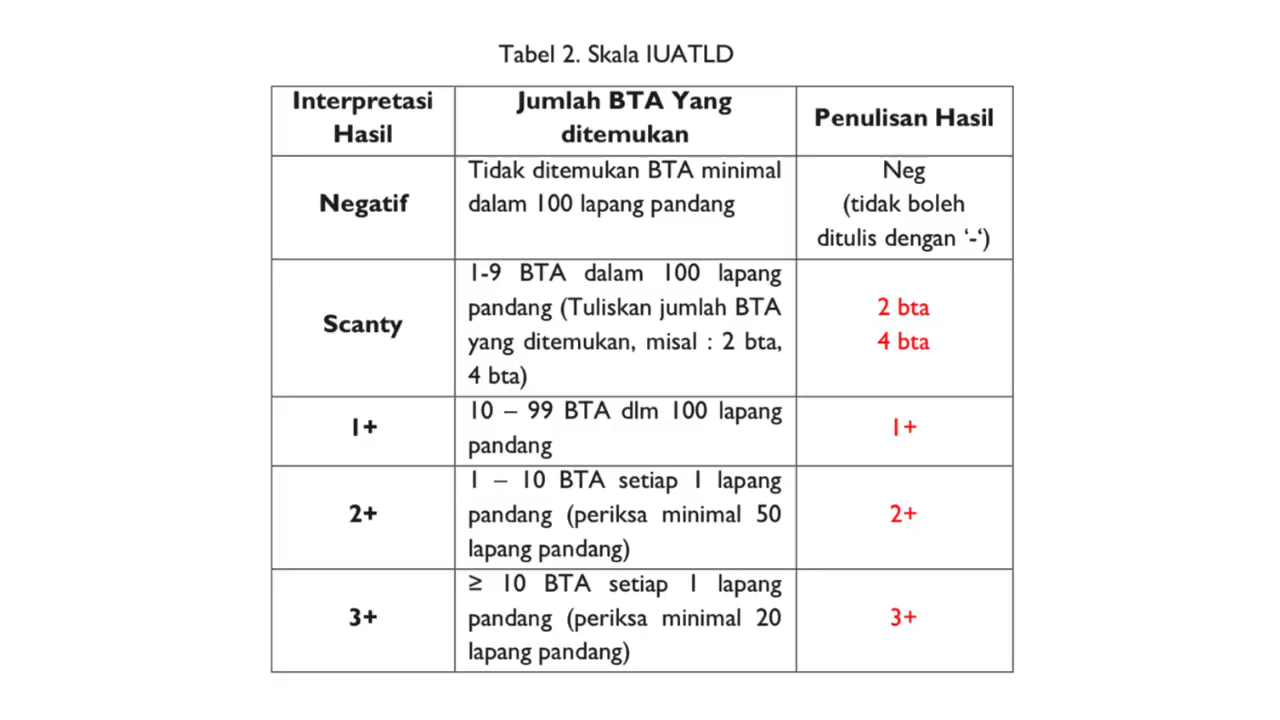 Tabel 2. Skala IUATLD
Interpretasi
Hasil
Jumlah BTA Yang
ditemukan
Penulisan Hasil
Negatif
Tidak ditemukan BTA minimal
dalam 100 lapang pandang
Neg
(tidak boleh
ditulis dengan ‘-‘)
Scanty
1-9 BTA dalam 100 lapang
pandang (Tuliskan jumlah BTA
yang ditemukan, misal : 2 bta,
4 bta)
2 bta
4 bta
1+
10 – 99 BTA dlm 100 lapang
pandang
1+
2+
1 – 10 BTA setiap 1 lapang
pandang (periksa minimal 50
lapang pandang)
2+
3+
≥ 10 BTA setiap 1 lapang
pandang (periksa minimal 20
lapang pandang)
3+